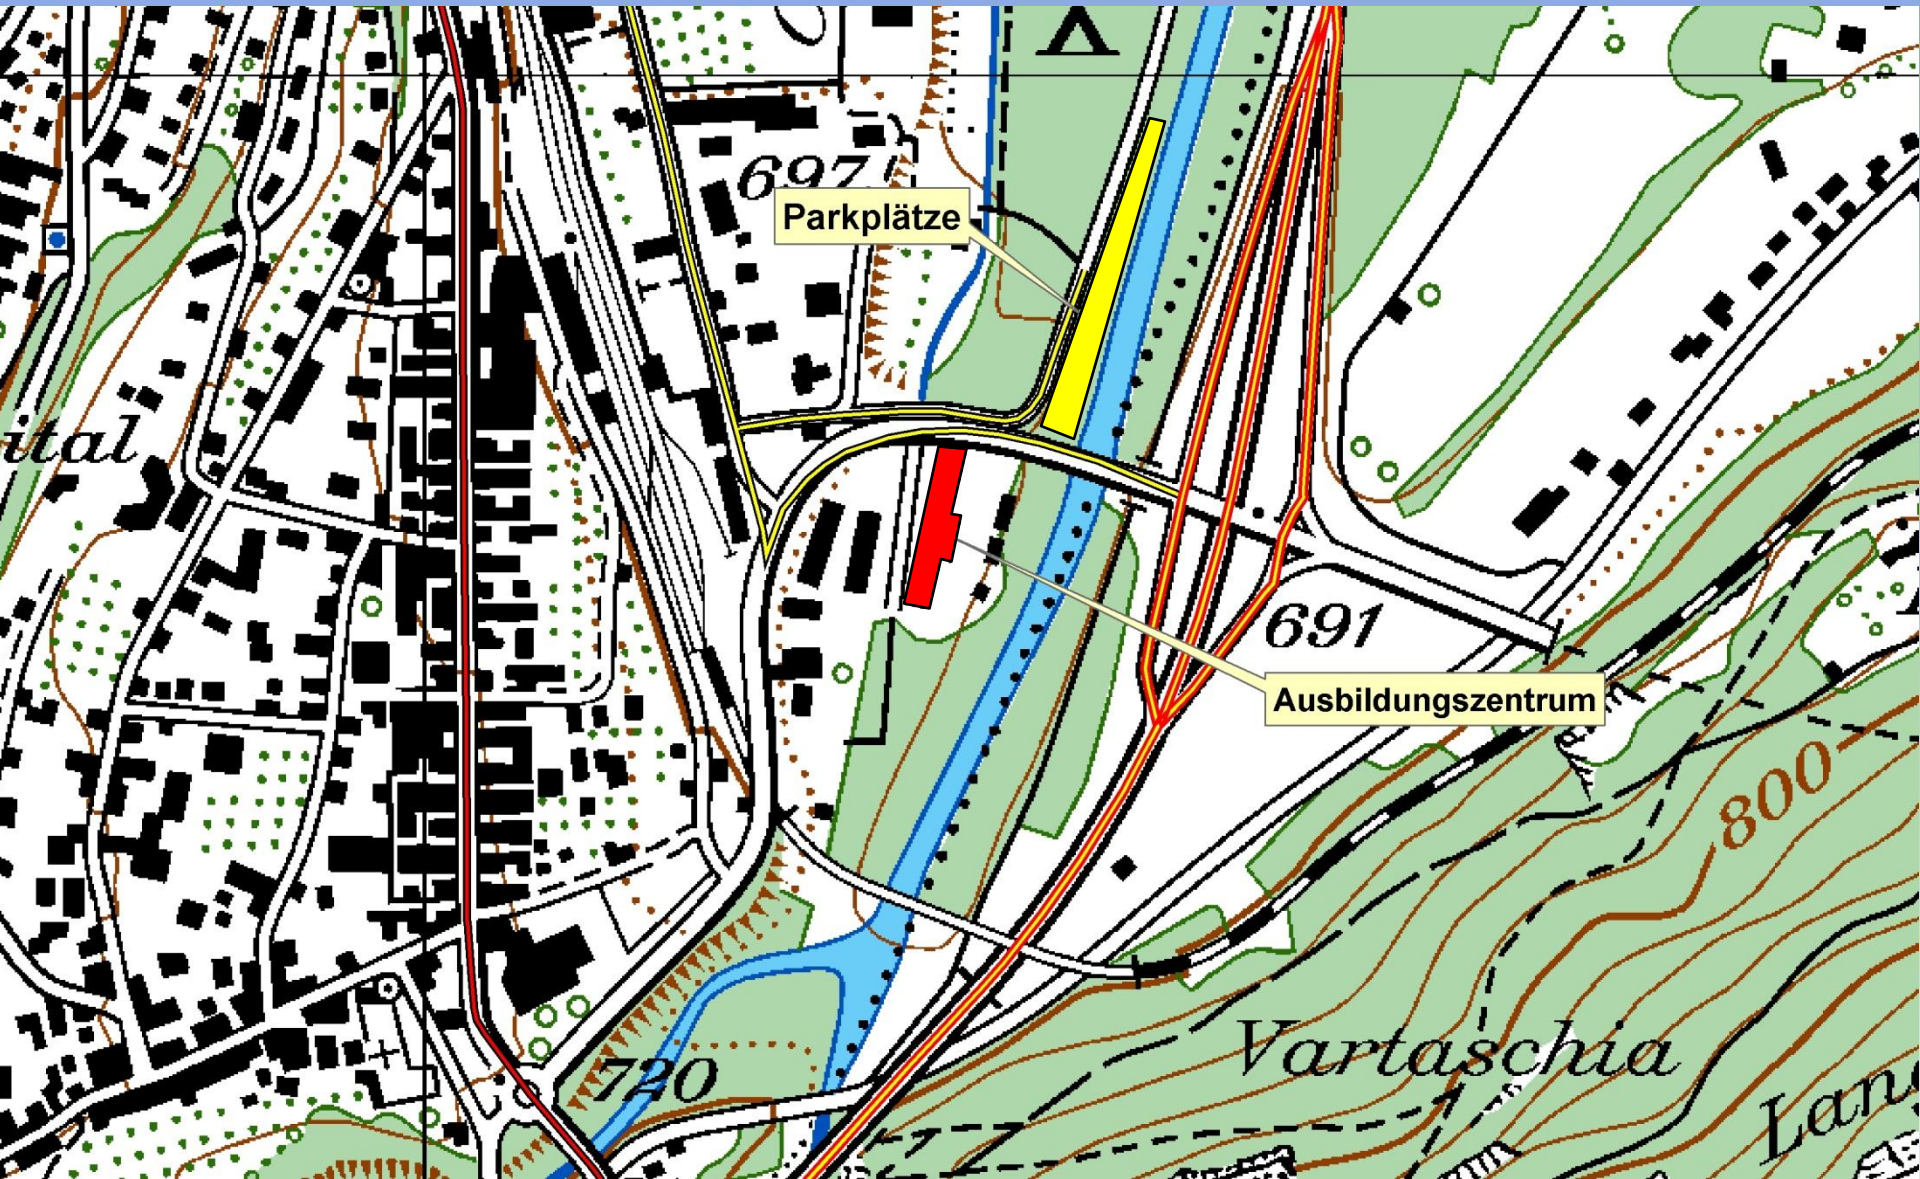 697
Parkplätze
ital
691
Ausbildungszentrum
800
Vartaschia
720
Lan